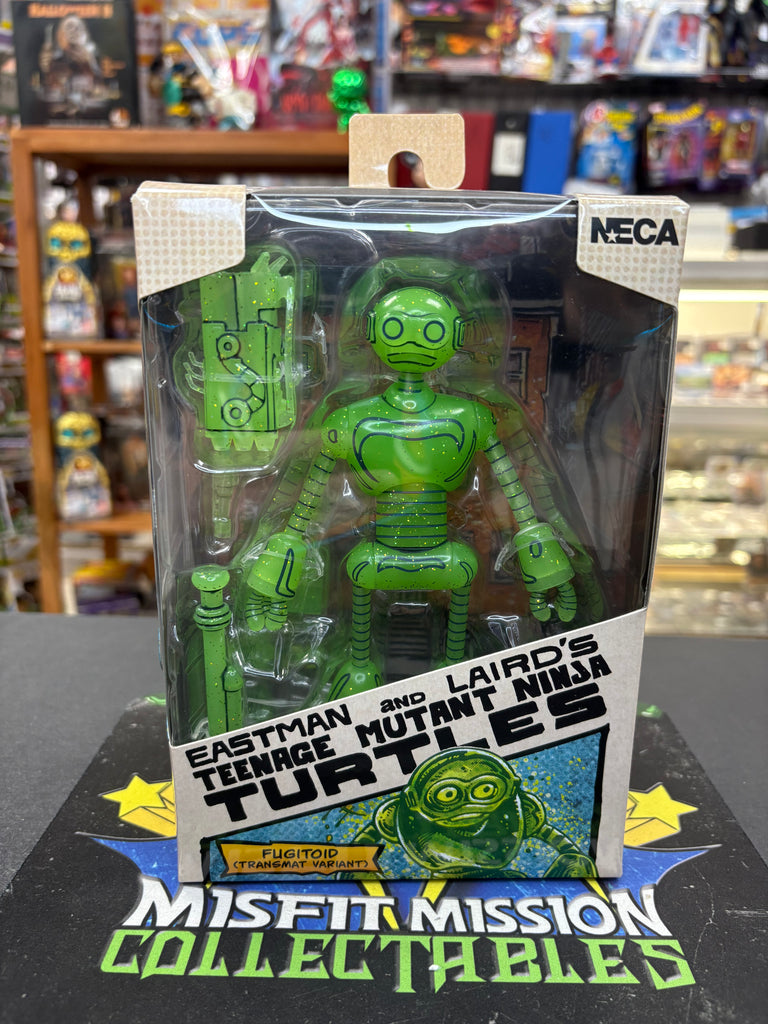 NECA
EASTMAN AND LAIRD'S
TEENAGE MUTANT NINJA
TURTLES
FUGITOID
(TRANSMAT VARIANT)
MISFIT MISSION
COLLECTABLES